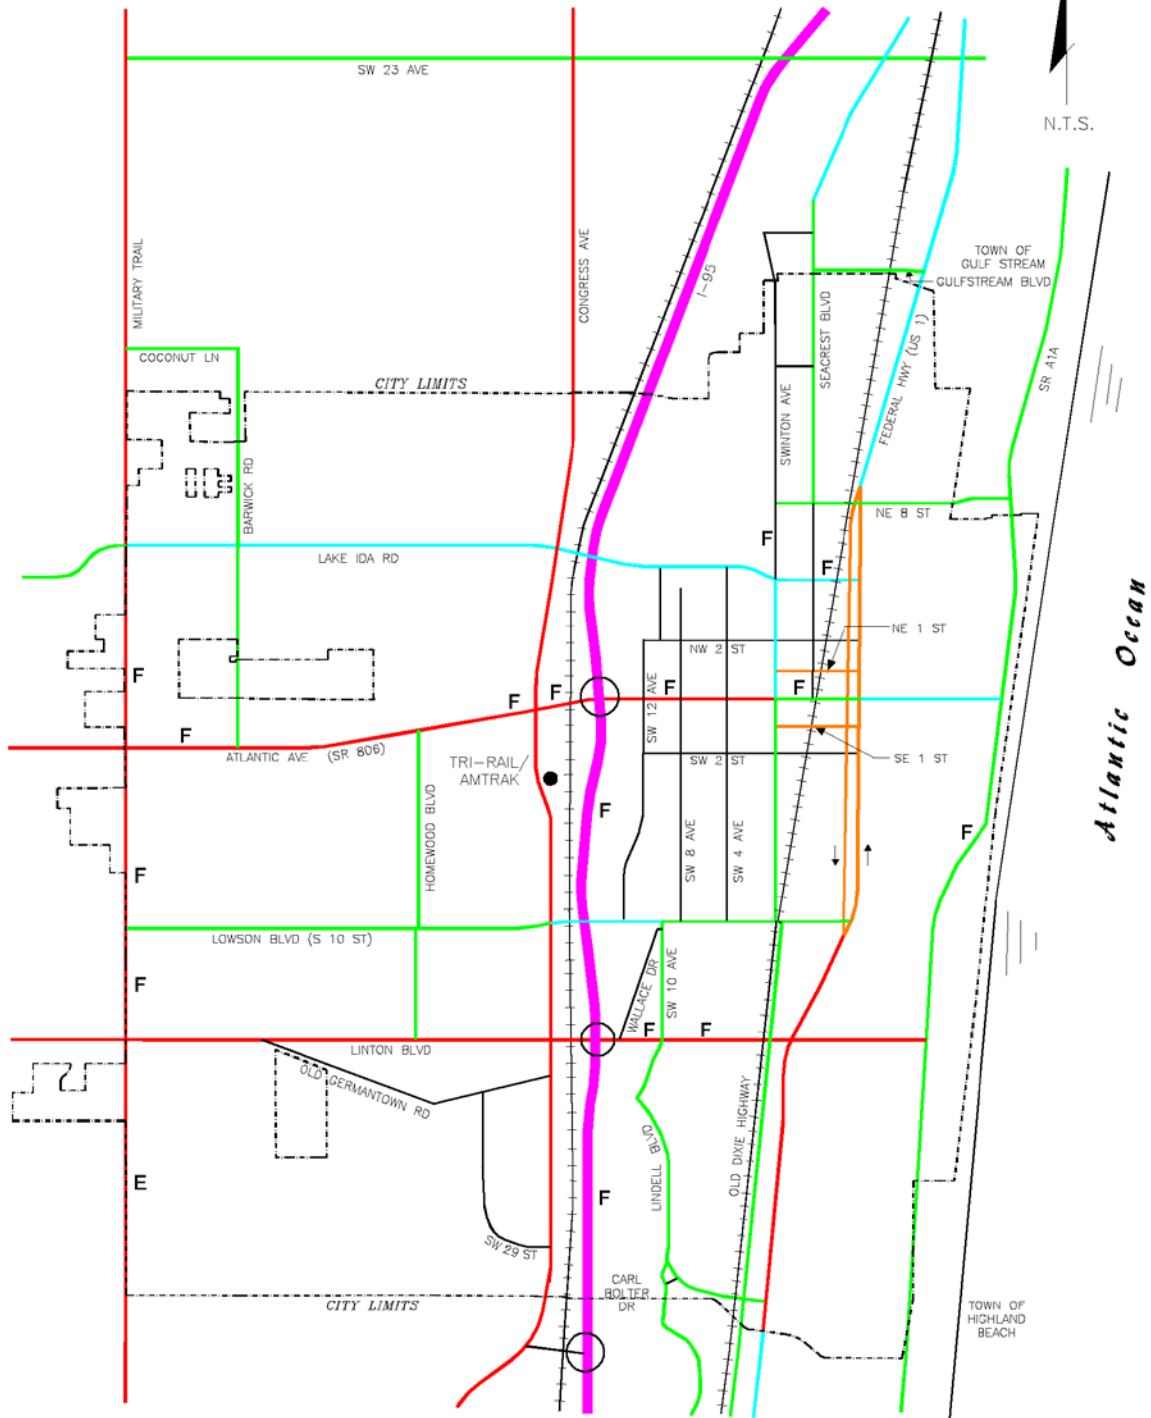 SW 23 AVE
N.T.S.
MILITARY TRAIL
CONGRESS AVE
I-95
TOWN OF
GULF STREAM
GULFSTREAM BLVD
SEACREST BLVD
FEDERAL HWY (US 1)
SR A1A
COCONUT LN
CITY LIMITS
SWINTON AVE
BARWICK RD
NE 8 ST
F
LAKE IDA RD
F
Atlantic Ocean
NE 1 ST
NW 2 ST
F
F
F
F
F
SW 12 AVE
F
ATLANTIC AVE
(SR 806)
TRI-RAIL/
AMTRAK
SW 2 ST
SE 1 ST
HOMEWOOD BLVD
F
SW 8 AVE
SW 4 AVE
F
F
LOWSON BLVD (S 10 ST)
WALLACE DR
SW 10 AVE
F
F
F
LINTON BLVD
OLD GERMANTOWN RD
LINDELL BLVD
OLD DIXIE HIGHWAY
E
F
SW 29 ST
CARL
BOLTER
DR
CITY LIMITS
TOWN OF
HIGHLAND
BEACH